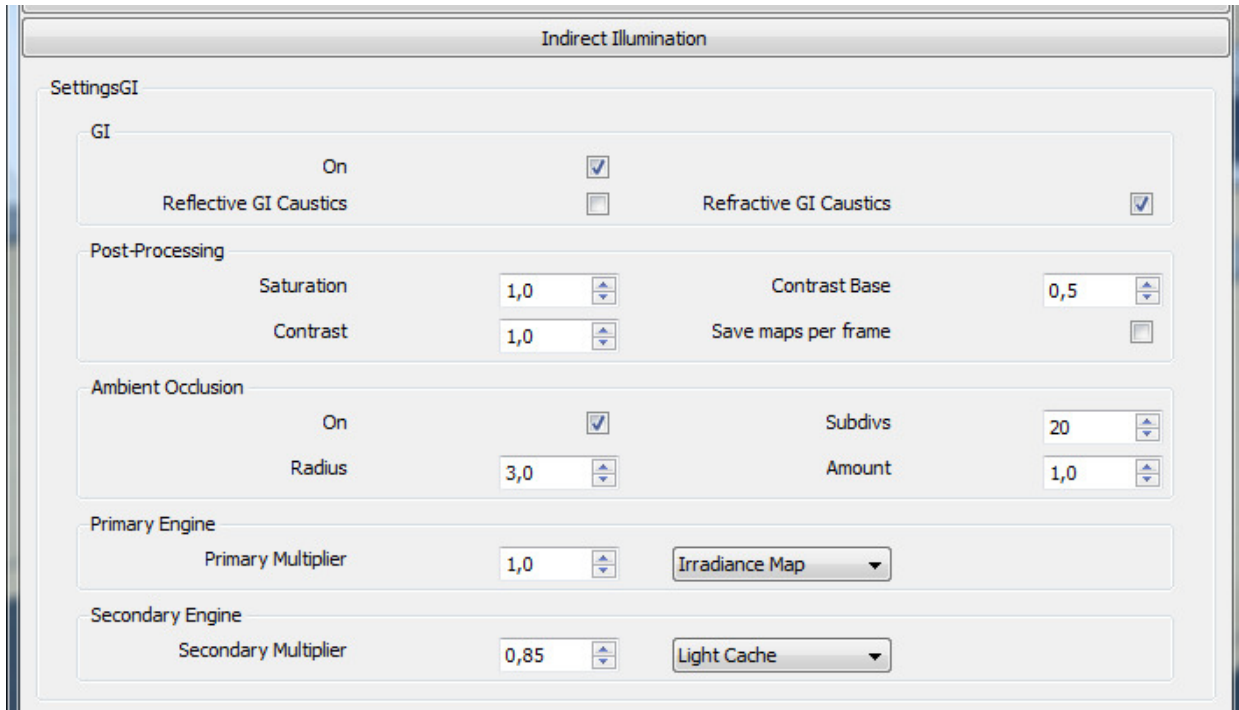 Indirect Illumination
SettingsGI
GI
On
Reflective GI Caustics Refractive GI Caustics
Post-Processing
Saturation 1,0 Contrast Base 0,5
Contrast 1,0 Save maps per frame
Ambient Occlusion
On Subdivs 20
Radius 3,0 Amount 1,0
Primary Engine
Primary Multiplier 1,0 Irradiance Map
Secondary Engine
Secondary Multiplier 0,85 Light Cache